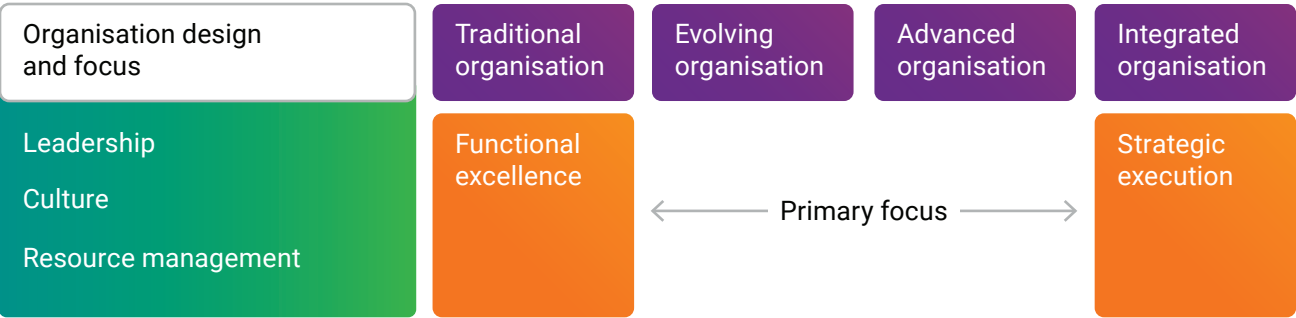 Organisation design
and focus
Traditional
organisation
Evolving
organisation
Advanced
organisation
Integrated
organisation
Leadership
Culture
Resource management
Functional
excellence
Primary focus
Strategic
execution